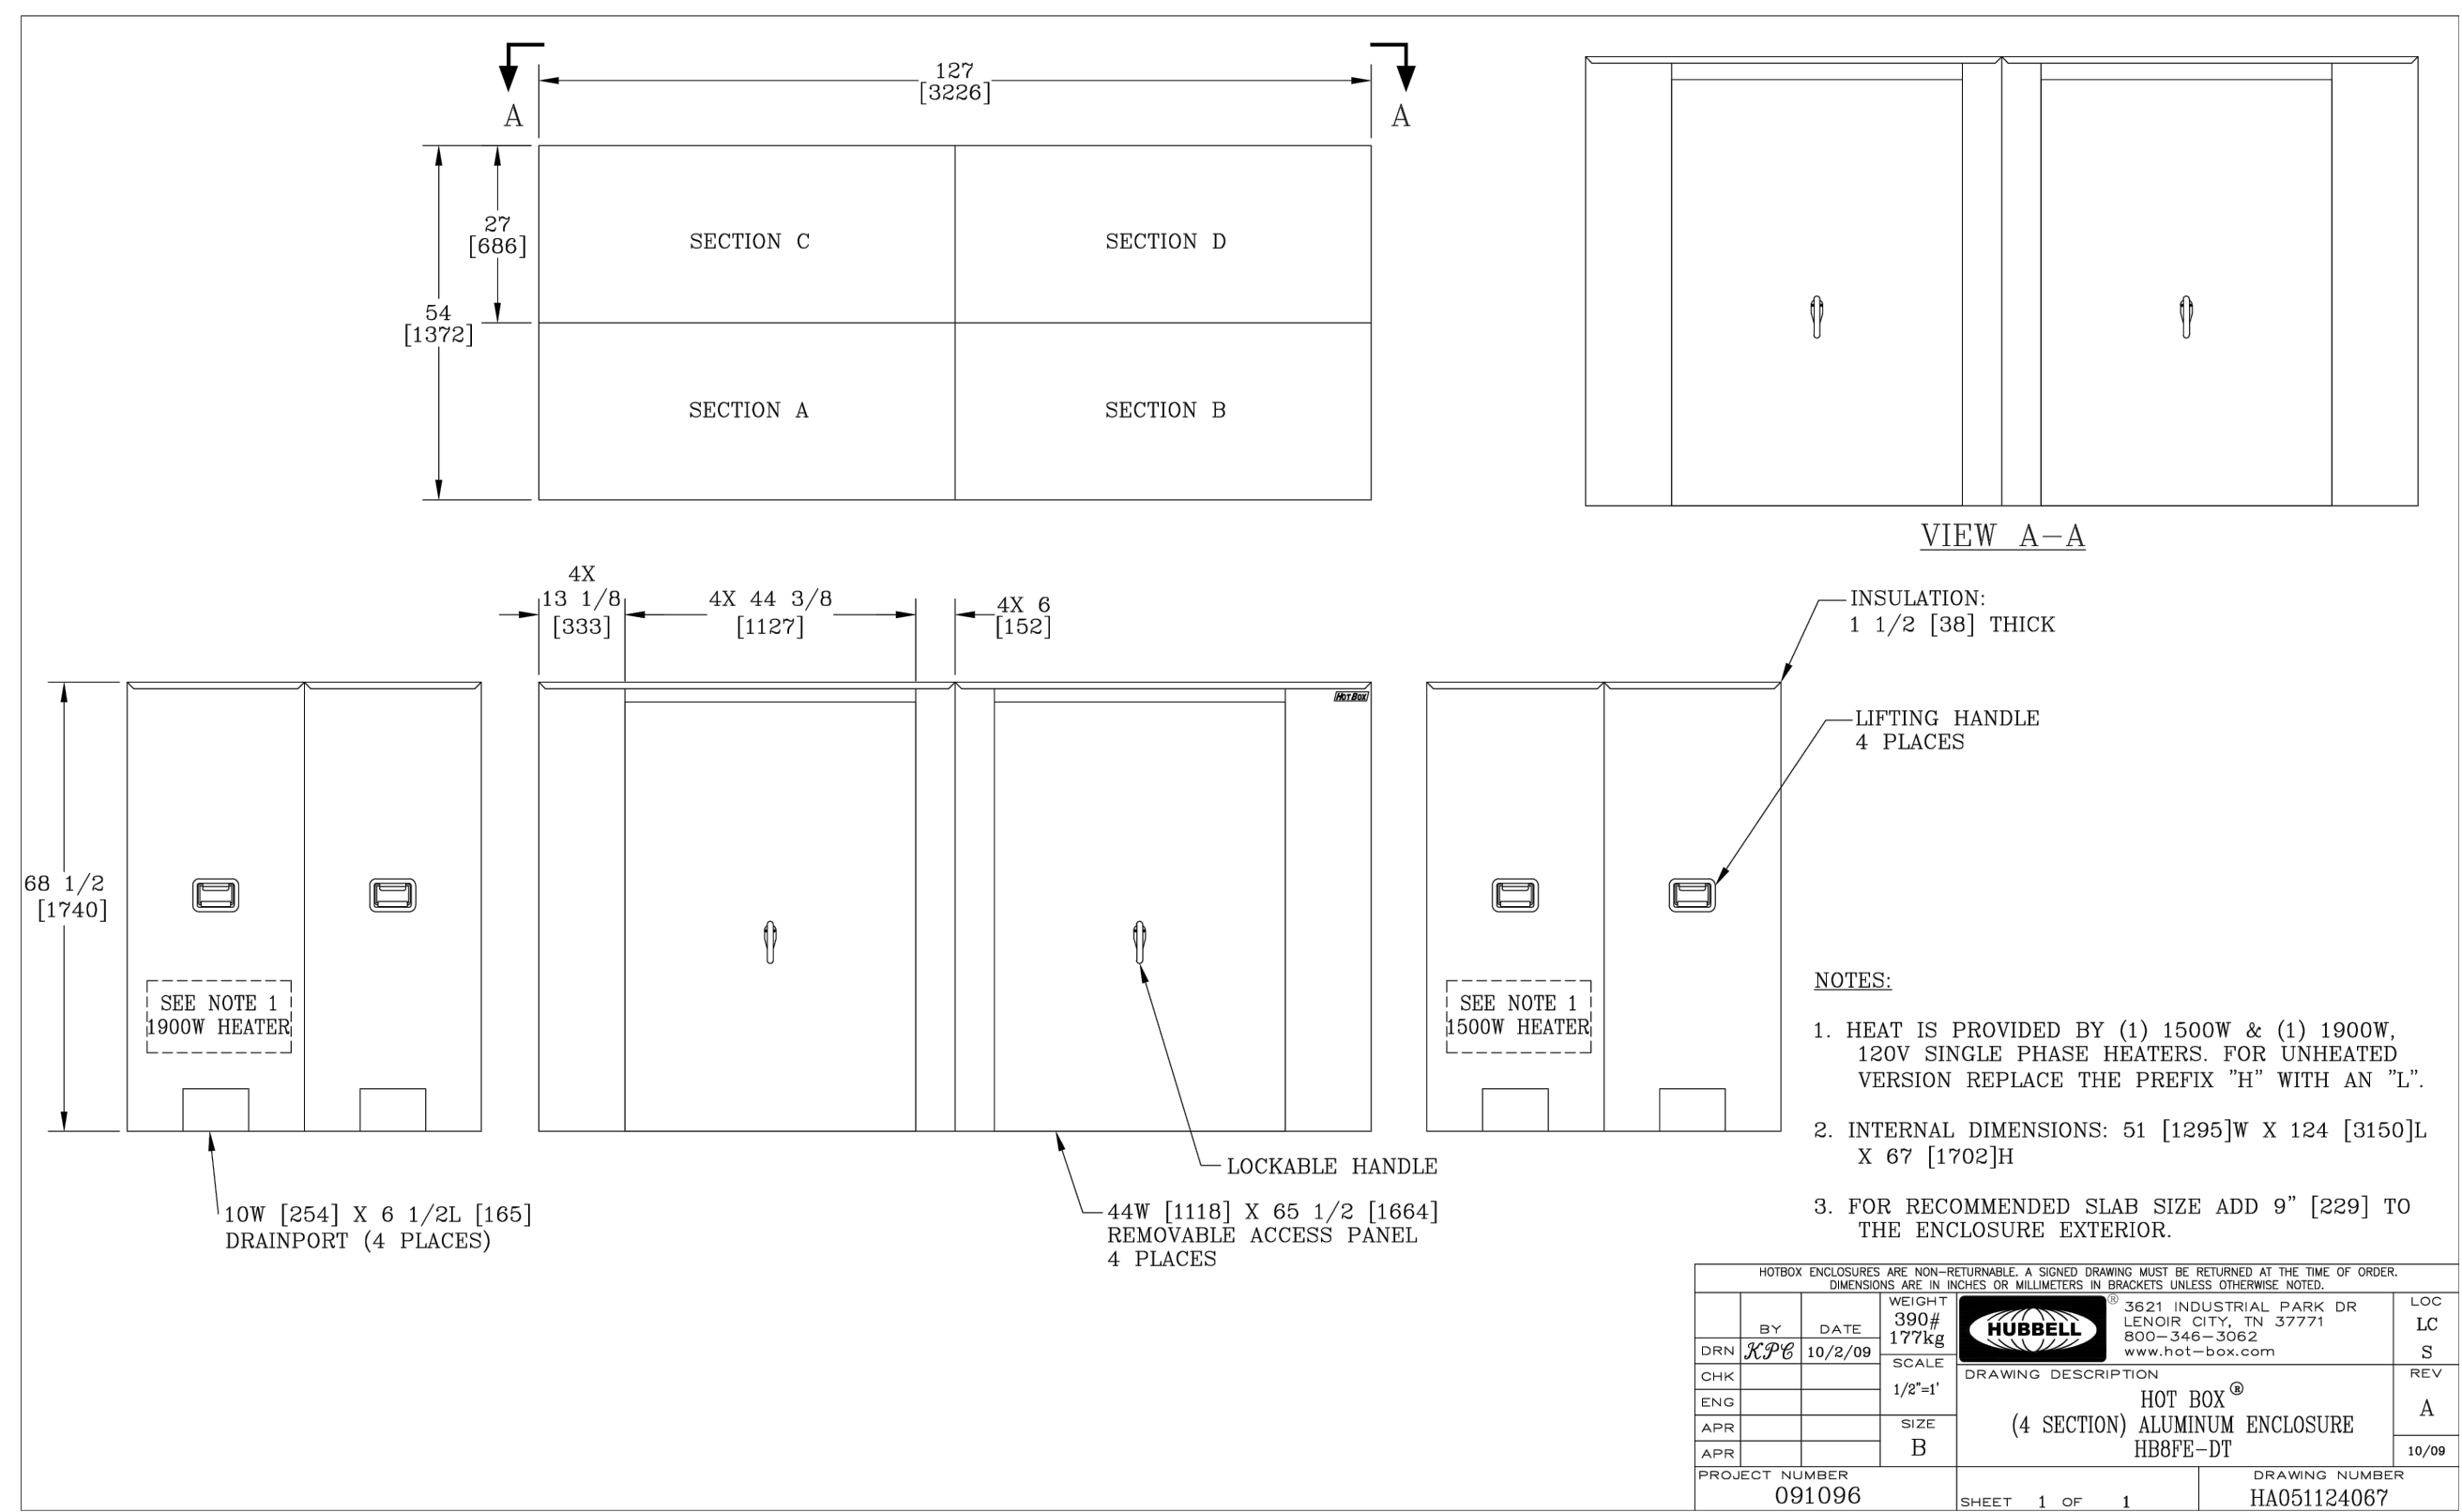 127
[3226]
A
A
27
[686]
54
[1372]
SECTION C
SECTION D
SECTION A
SECTION B
VIEW A-A
4X
13 1/8
[333]
4X 44 3/8
[1127]
4X 6
[152]
INSULATION:
1 1/2 [38] THICK
HOT BOX
LIFTING HANDLE
4 PLACES
68 1/2
[1740]
SEE NOTE 1
1900W HEATER
SEE NOTE 1
1500W HEATER
LOCKABLE HANDLE
10W [254] X 6 1/2L [165]
DRAINPORT (4 PLACES)
44W [1118] X 65 1/2 [1664]
REMOVABLE ACCESS PANEL
4 PLACES
NOTES:
1. HEAT IS PROVIDED BY (1) 1500W & (1) 1900W,
120V SINGLE PHASE HEATERS. FOR UNHEATED
VERSION REPLACE THE PREFIX "H" WITH AN "L".
2. INTERNAL DIMENSIONS: 51 [1295]W X 124 [3150]L
X 67 [1702]H
3. FOR RECOMMENDED SLAB SIZE ADD 9" [229] TO
THE ENCLOSURE EXTERIOR.
HOTBOX ENCLOSURES ARE NON-RETURNABLE. A SIGNED DRAWING MUST BE RETURNED AT THE TIME OF ORDER.
DIMENSIONS ARE IN INCHES OR MILLIMETERS IN BRACKETS UNLESS OTHERWISE NOTED.
BY DATE
DRN KPC 10/2/09
CHK
ENG
APR
APR
WEIGHT
390#
177kg
SCALE
1/2"=1'
SIZE
B
HUBBELL ®
3621 INDUSTRIAL PARK DR
LENOIR CITY, TN 37771
800-346-3062
www.hot-box.com
LOC
LC
S
DRAWING DESCRIPTION
HOT BOX®
(4 SECTION) ALUMINUM ENCLOSURE
HB8FE-DT
REV
A
10/09
PROJECT NUMBER
091096
SHEET 1 OF 1
DRAWING NUMBER
HA051124067